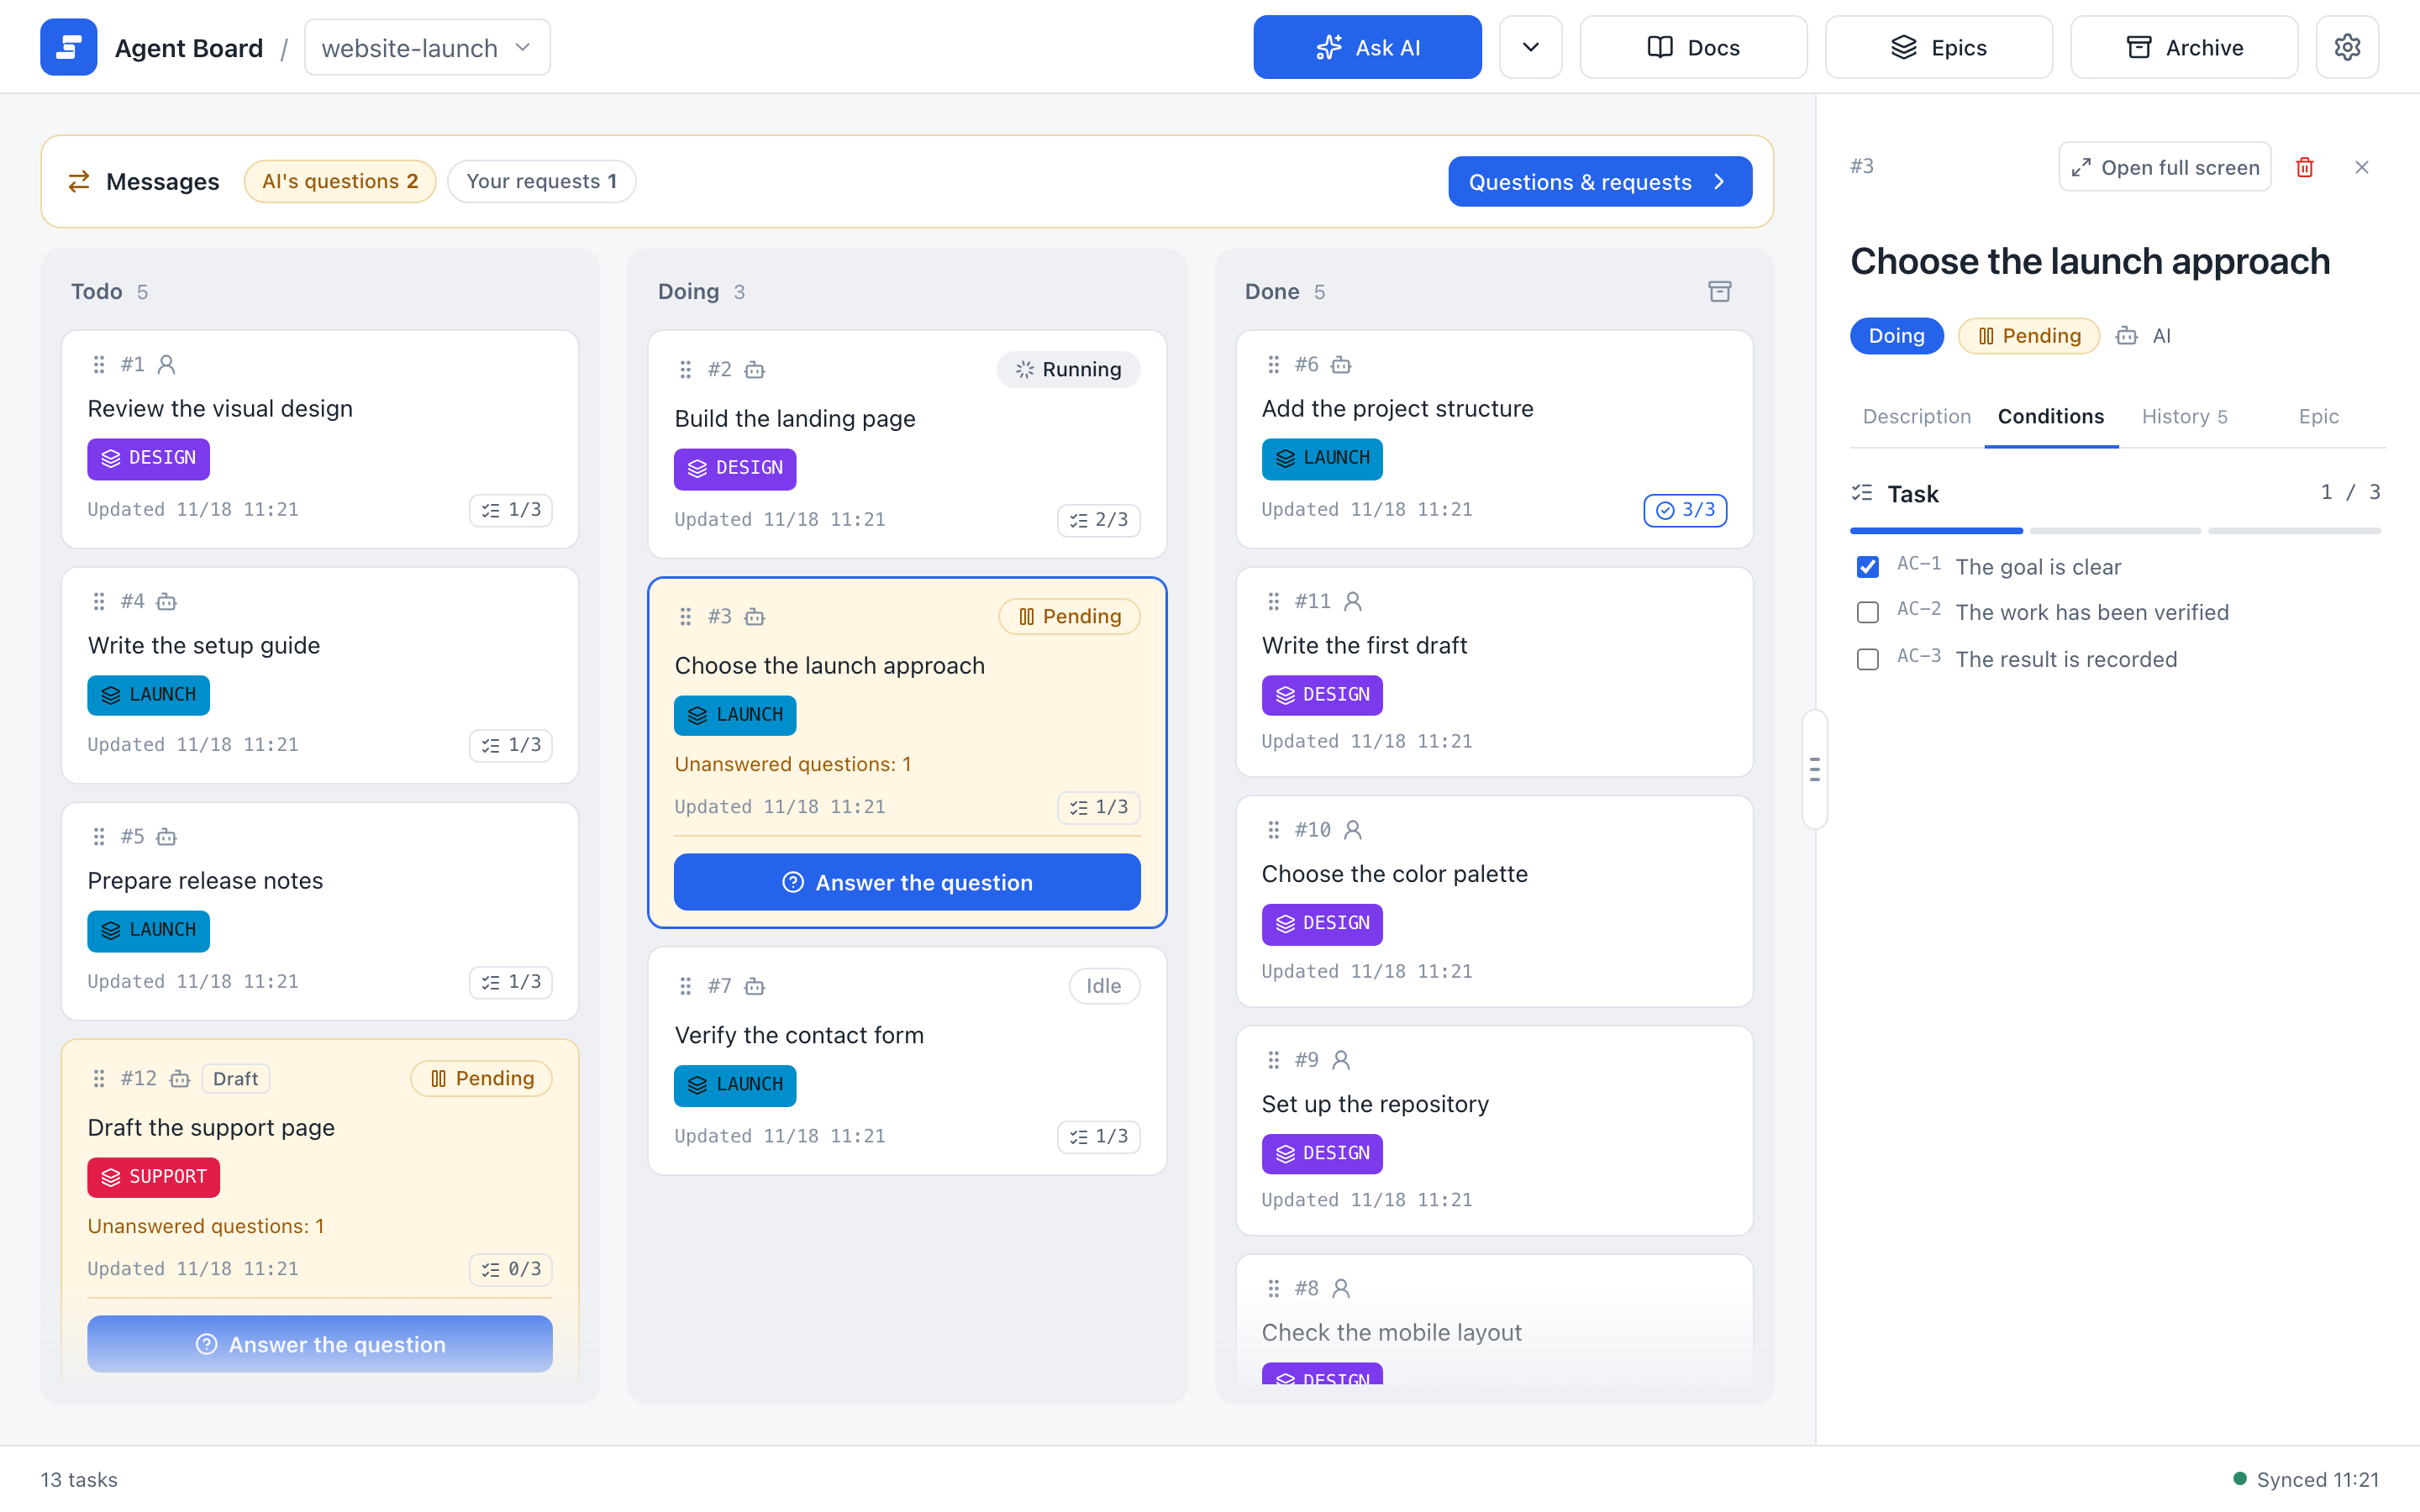 Agent Board / website-launch
Ask AI
Docs
Epics
Archive
Messages
AI's questions 2
Your requests 1
Questions & requests
Todo 5
#1
Review the visual design
DESIGN
Updated 11/18 11:21
1/3
#4
Write the setup guide
LAUNCH
Updated 11/18 11:21
1/3
#5
Prepare release notes
LAUNCH
Updated 11/18 11:21
1/3
#12
Draft
Pending
Draft the support page
SUPPORT
Unanswered questions: 1
Updated 11/18 11:21
0/3
Answer the question
Doing 3
#2
Running
Build the landing page
DESIGN
Updated 11/18 11:21
2/3
#3
Pending
Choose the launch approach
LAUNCH
Unanswered questions: 1
Updated 11/18 11:21
1/3
Answer the question
#7
Idle
Verify the contact form
LAUNCH
Updated 11/18 11:21
1/3
Done 5
#6
Add the project structure
LAUNCH
Updated 11/18 11:21
3/3
#11
Write the first draft
DESIGN
Updated 11/18 11:21
#10
Choose the color palette
DESIGN
Updated 11/18 11:21
#9
Set up the repository
DESIGN
Updated 11/18 11:21
#8
Check the mobile layout
DESIGN
#3
Open full screen
Choose the launch approach
Doing
Pending
AI
Description
Conditions
History 5
Epic
Task
1 / 3
AC-1 The goal is clear
AC-2 The work has been verified
AC-3 The result is recorded
13 tasks
Synced 11:21